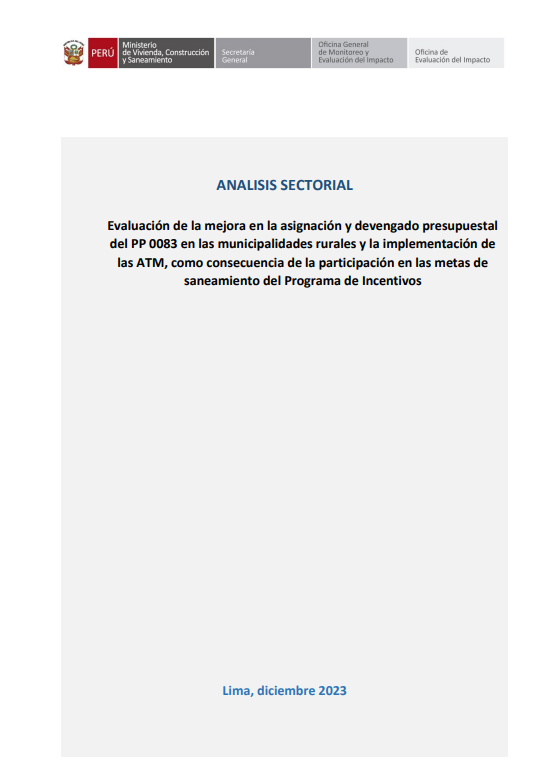 PERÚ
Ministerio
de Vivienda, Construcción
y Saneamiento
Secretaría
General
Oficina General
de Monitoreo y
Evaluación del Impacto
Oficina de
Evaluación del Impacto
ANALISIS SECTORIAL
Evaluación de la mejora en la asignación y devengado presupuestal
del PP 0083 en las municipalidades rurales y la implementación de
las ATM, como consecuencia de la participación en las metas de
saneamiento del Programa de Incentivos
Lima, diciembre 2023